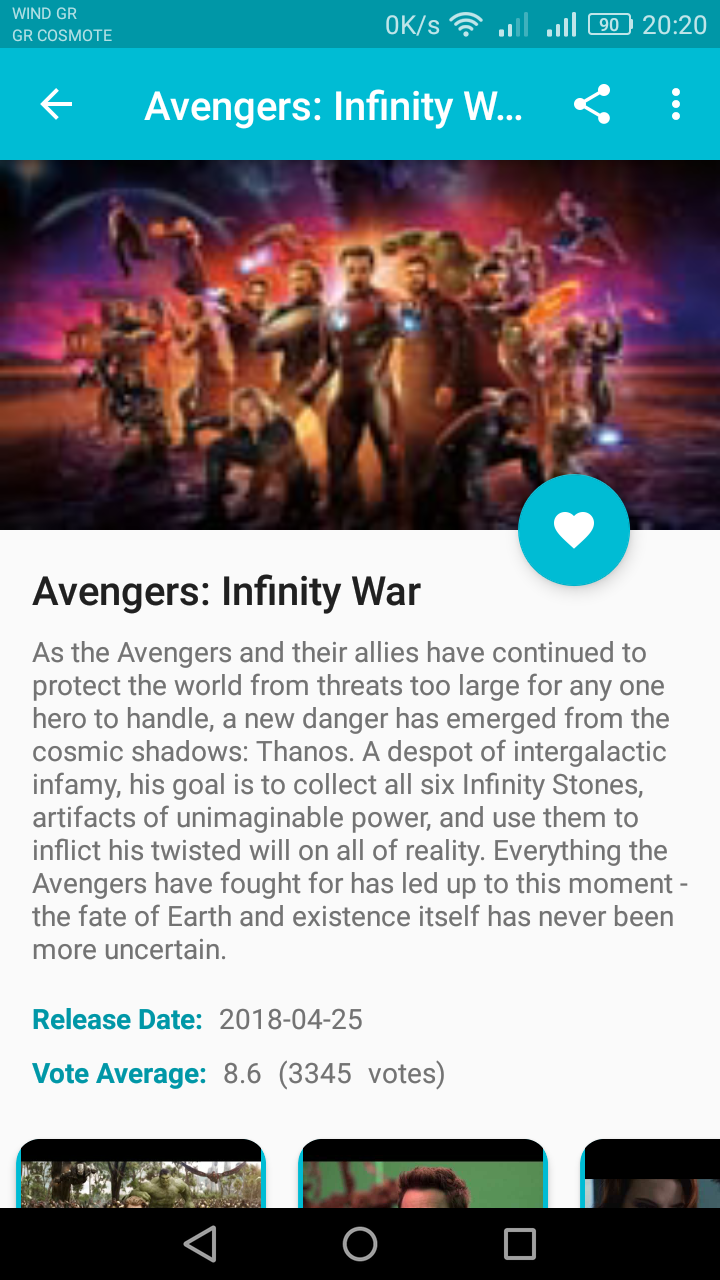 WIND GR
GR COSMOTE
0K/s 90 20:20
Avengers: Infinity W...
Avengers: Infinity War
As the Avengers and their allies have continued to
protect the world from threats too large for any one
hero to handle, a new danger has emerged from the
cosmic shadows: Thanos. A despot of intergalactic
infamy, his goal is to collect all six Infinity Stones,
artifacts of unimaginable power, and use them to
inflict his twisted will on all of reality. Everything the
Avengers have fought for has led up to this moment -
the fate of Earth and existence itself has never been
more uncertain.
Release Date: 2018-04-25
Vote Average: 8.6 (3345 votes)